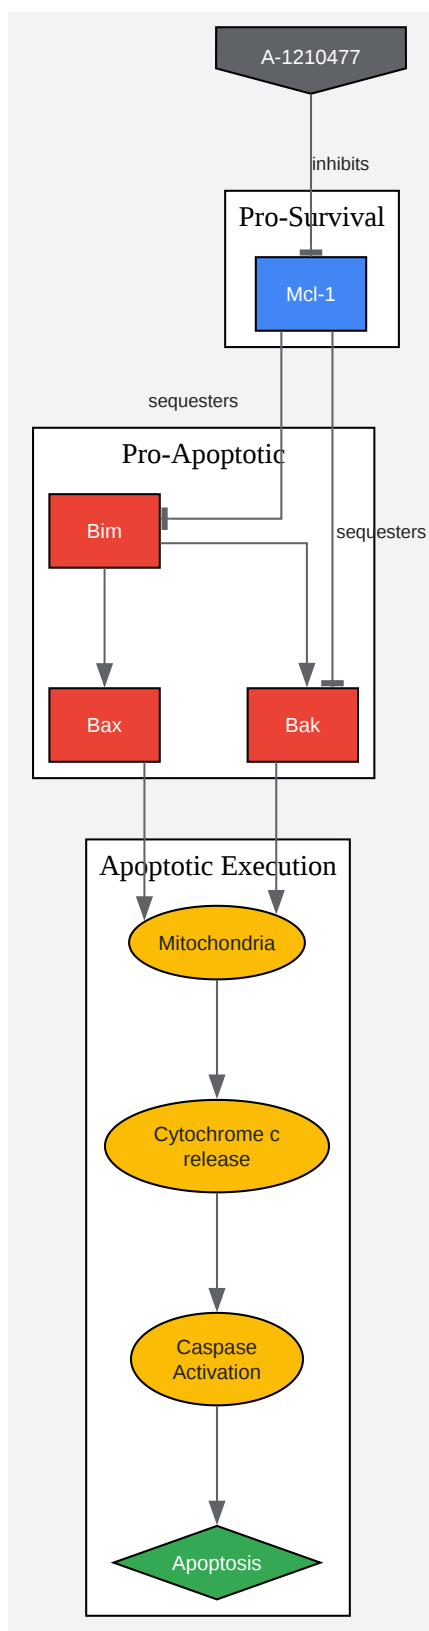 A-1210477
inhibits
Pro-Survival
Mcl-1
sequesters
Pro-Apoptotic
Bim
sequesters
Bax
Bak
Apoptotic Execution
Mitochondria
Cytochrome c
release
Caspase
Activation
Apoptosis